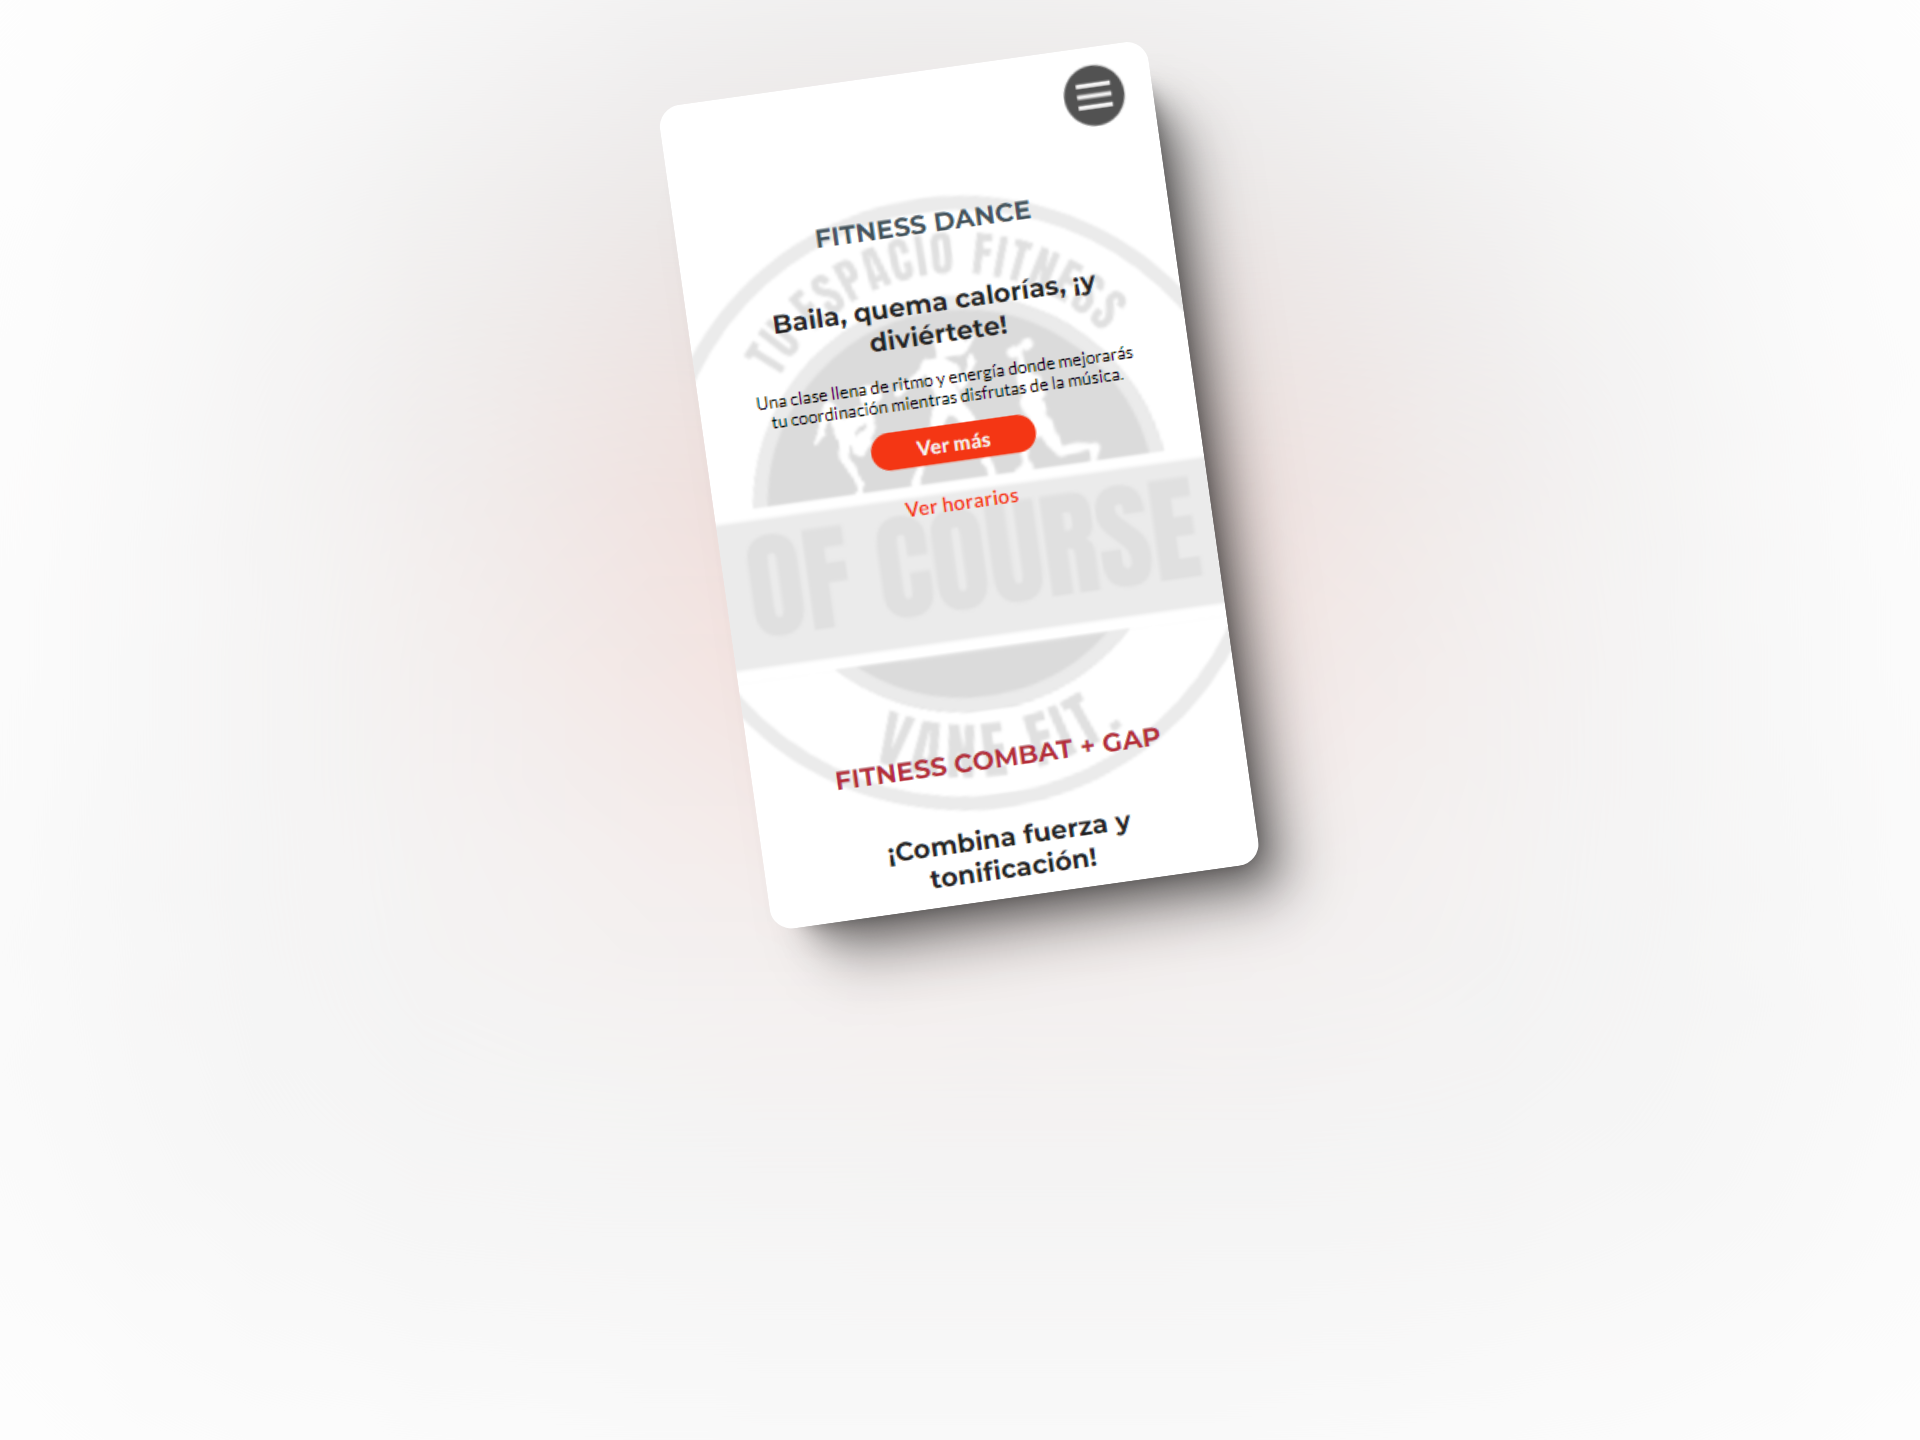 FITNESS DANCE
TU ESPACIO FITNESS
Baila, quema calorías, ¡y
diviértete!
Una clase llena de ritmo y energía donde mejorarás
tu coordinación mientras disfrutas de la música.
Ver más
Ver horarios
OF COURSE
VANE FIT.
FITNESS COMBAT + GAP
¡Combina fuerza y
tonificación!